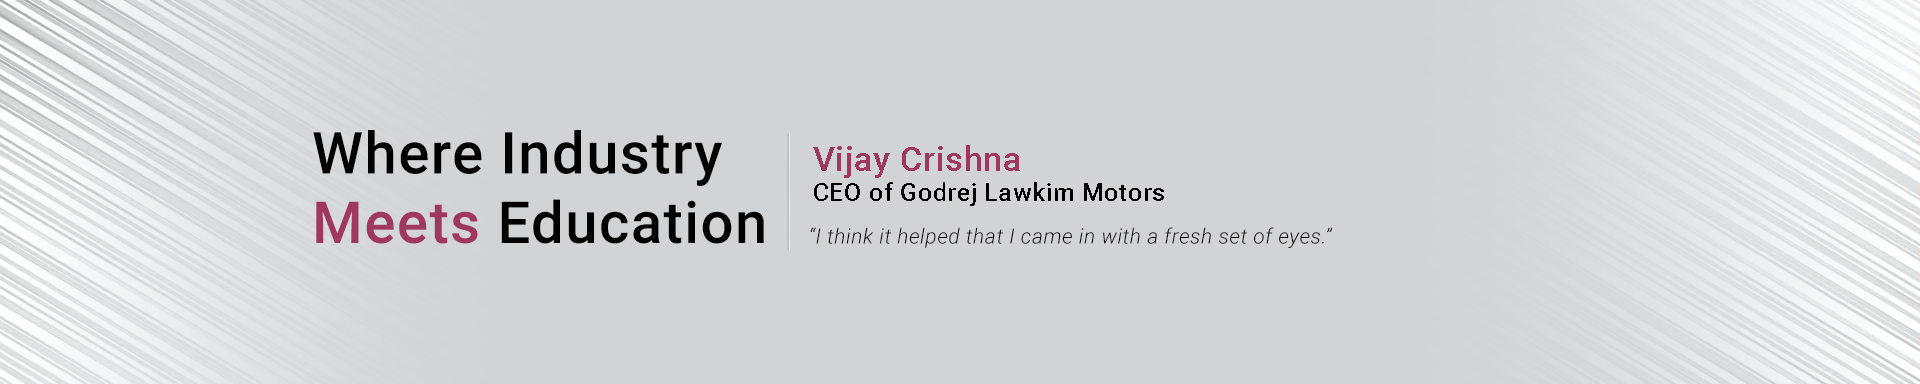 Where Industry
Meets Education
Vijay Crishna
CEO of Godrej Lawkim Motors
“I think it helped that I came in with a fresh set of eyes.”